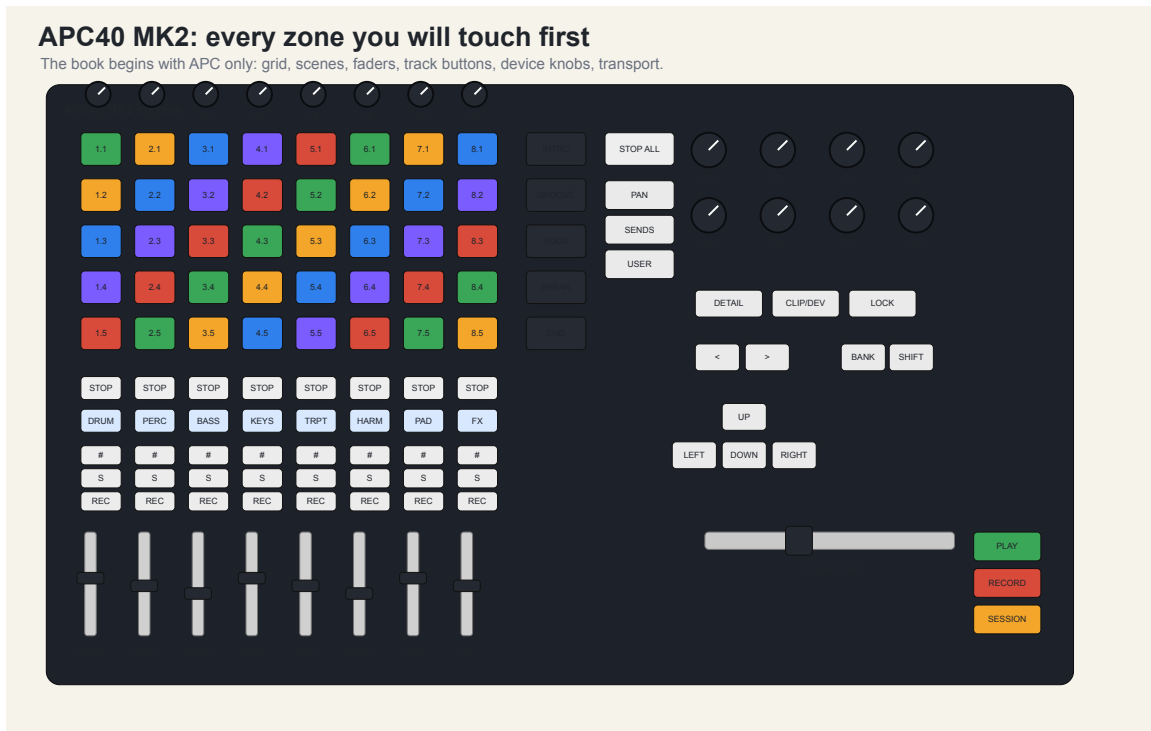 APC40 MK2: every zone you will touch first
The book begins with APC only: grid, scenes, faders, track buttons, device knobs, transport.
1.1 2.1 3.1 4.1 5.1 6.1 7.1 8.1 STOP ALL
1.2 2.2 3.2 4.2 5.2 6.2 7.2 8.2 PAN
SENDS
1.3 2.3 3.3 4.3 5.3 6.3 7.3 8.3
USER
1.4 2.4 3.4 4.4 5.4 6.4 7.4 8.4
DETAIL CLIP/DEV LOCK
1.5 2.5 3.5 4.5 5.5 6.5 7.5 8.5
< > BANK SHIFT
STOP STOP STOP STOP STOP STOP STOP STOP
DRUM PERC BASS KEYS TRPT HARM PAD FX
UP
# # # # # # # #
LEFT DOWN RIGHT
S S S S S S S S
REC REC REC REC REC REC REC REC
PLAY
RECORD
SESSION